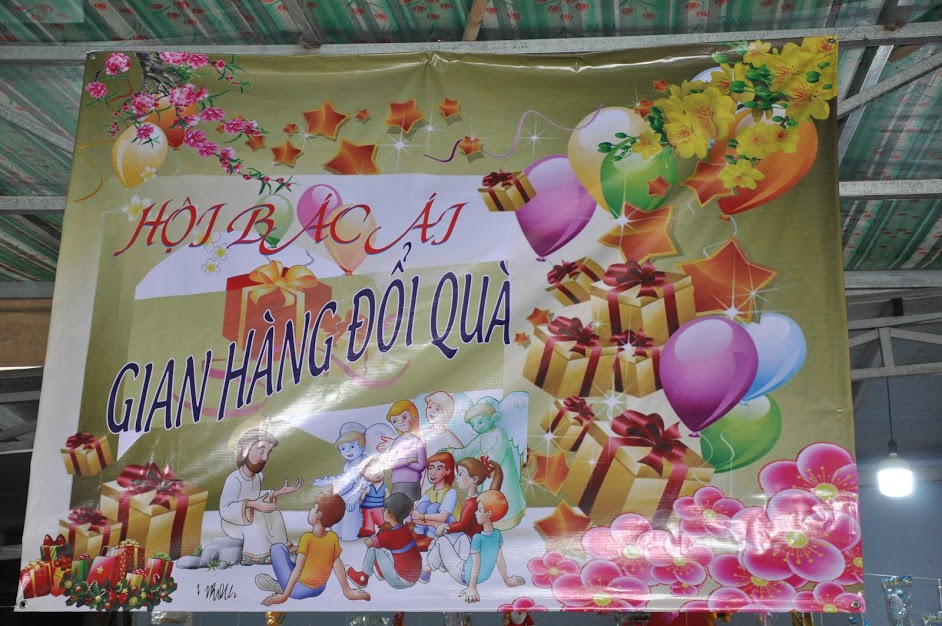 HỘI BÁC ÁI
GIAN HÀNG ĐỔI QUÀ